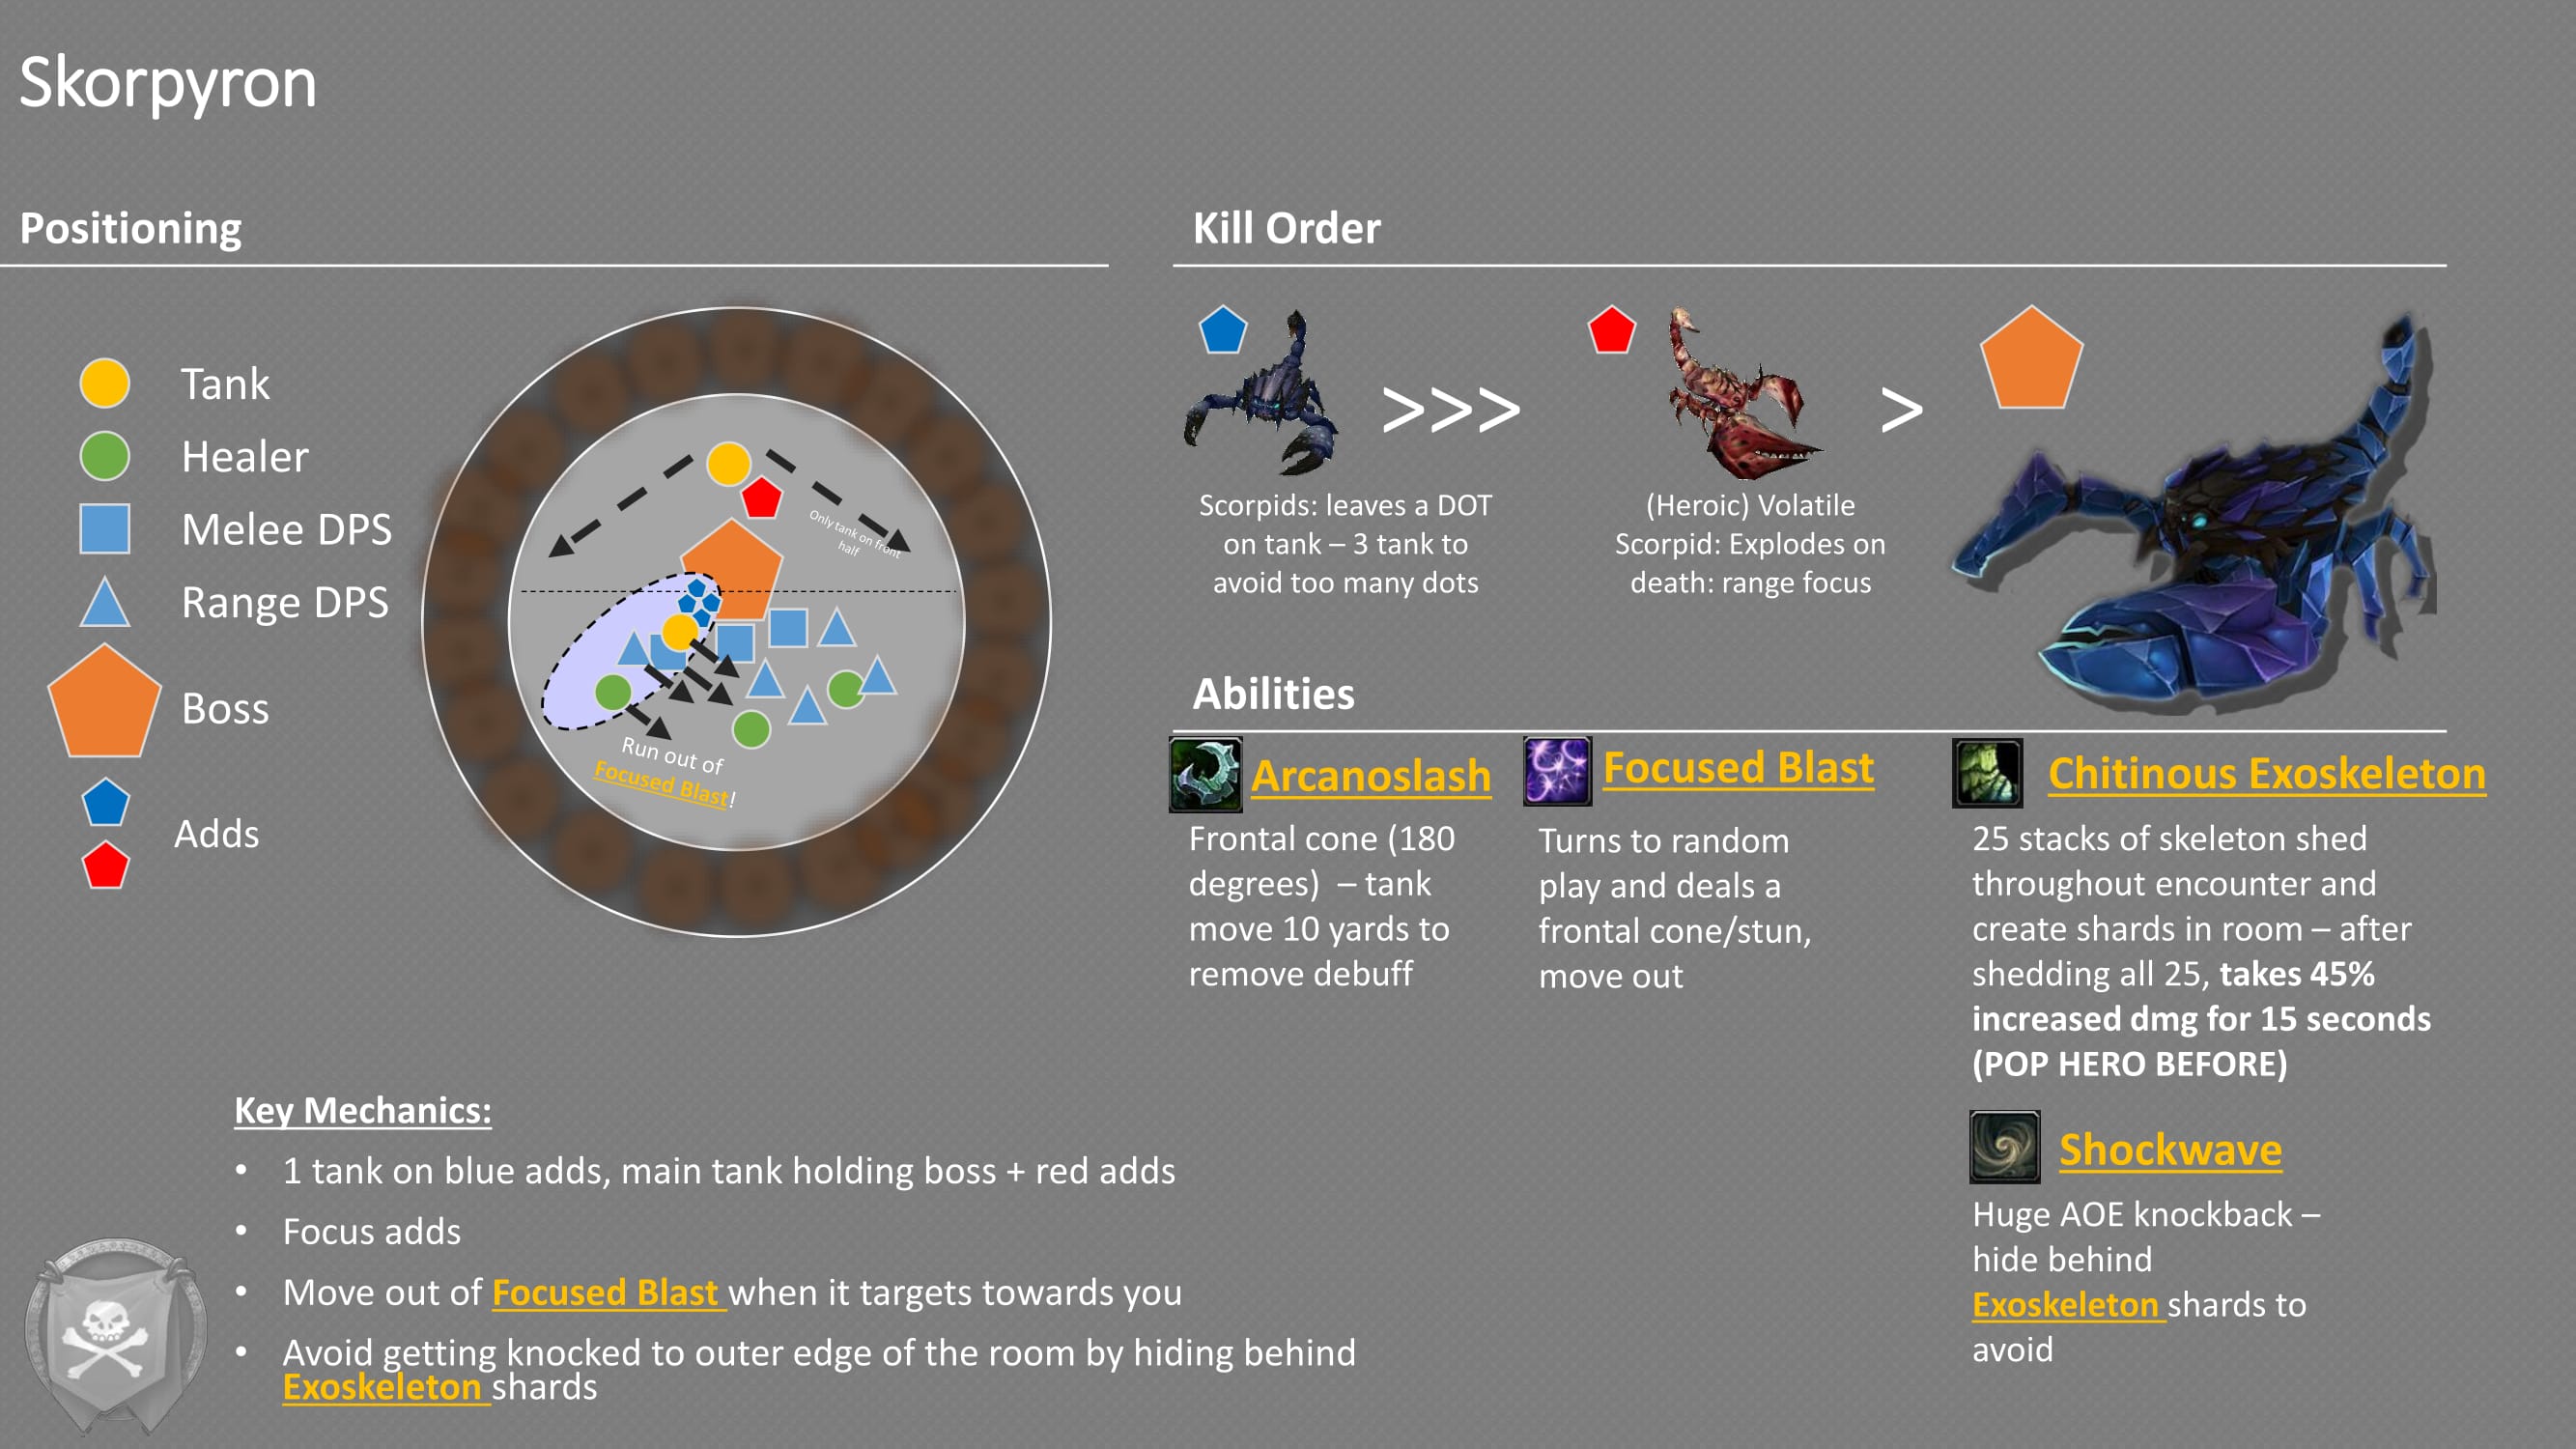 Skorpyron
Positioning
Tank
Healer
Melee DPS
Range DPS
Boss
Adds
Only tank on front
half
Run out of
Focused Blast!
Key Mechanics:
• 1 tank on blue adds, main tank holding boss + red adds
• Focus adds
• Move out of Focused Blast when it targets towards you
• Avoid getting knocked to outer edge of the room by hiding behind
Exoskeleton shards
Kill Order
>>>
>
Scorpids: leaves a DOT
on tank – 3 tank to
avoid too many dots
(Heroic) Volatile
Scorpid: Explodes on
death: range focus
Abilities
Arcanoslash
Frontal cone (180
degrees) – tank
move 10 yards to
remove debuff
Focused Blast
Turns to random
play and deals a
frontal cone/stun,
move out
Chitinous Exoskeleton
25 stacks of skeleton shed
throughout encounter and
create shards in room – after
shedding all 25, takes 45%
increased dmg for 15 seconds
(POP HERO BEFORE)
Shockwave
Huge AOE knockback –
hide behind
Exoskeleton shards to
avoid